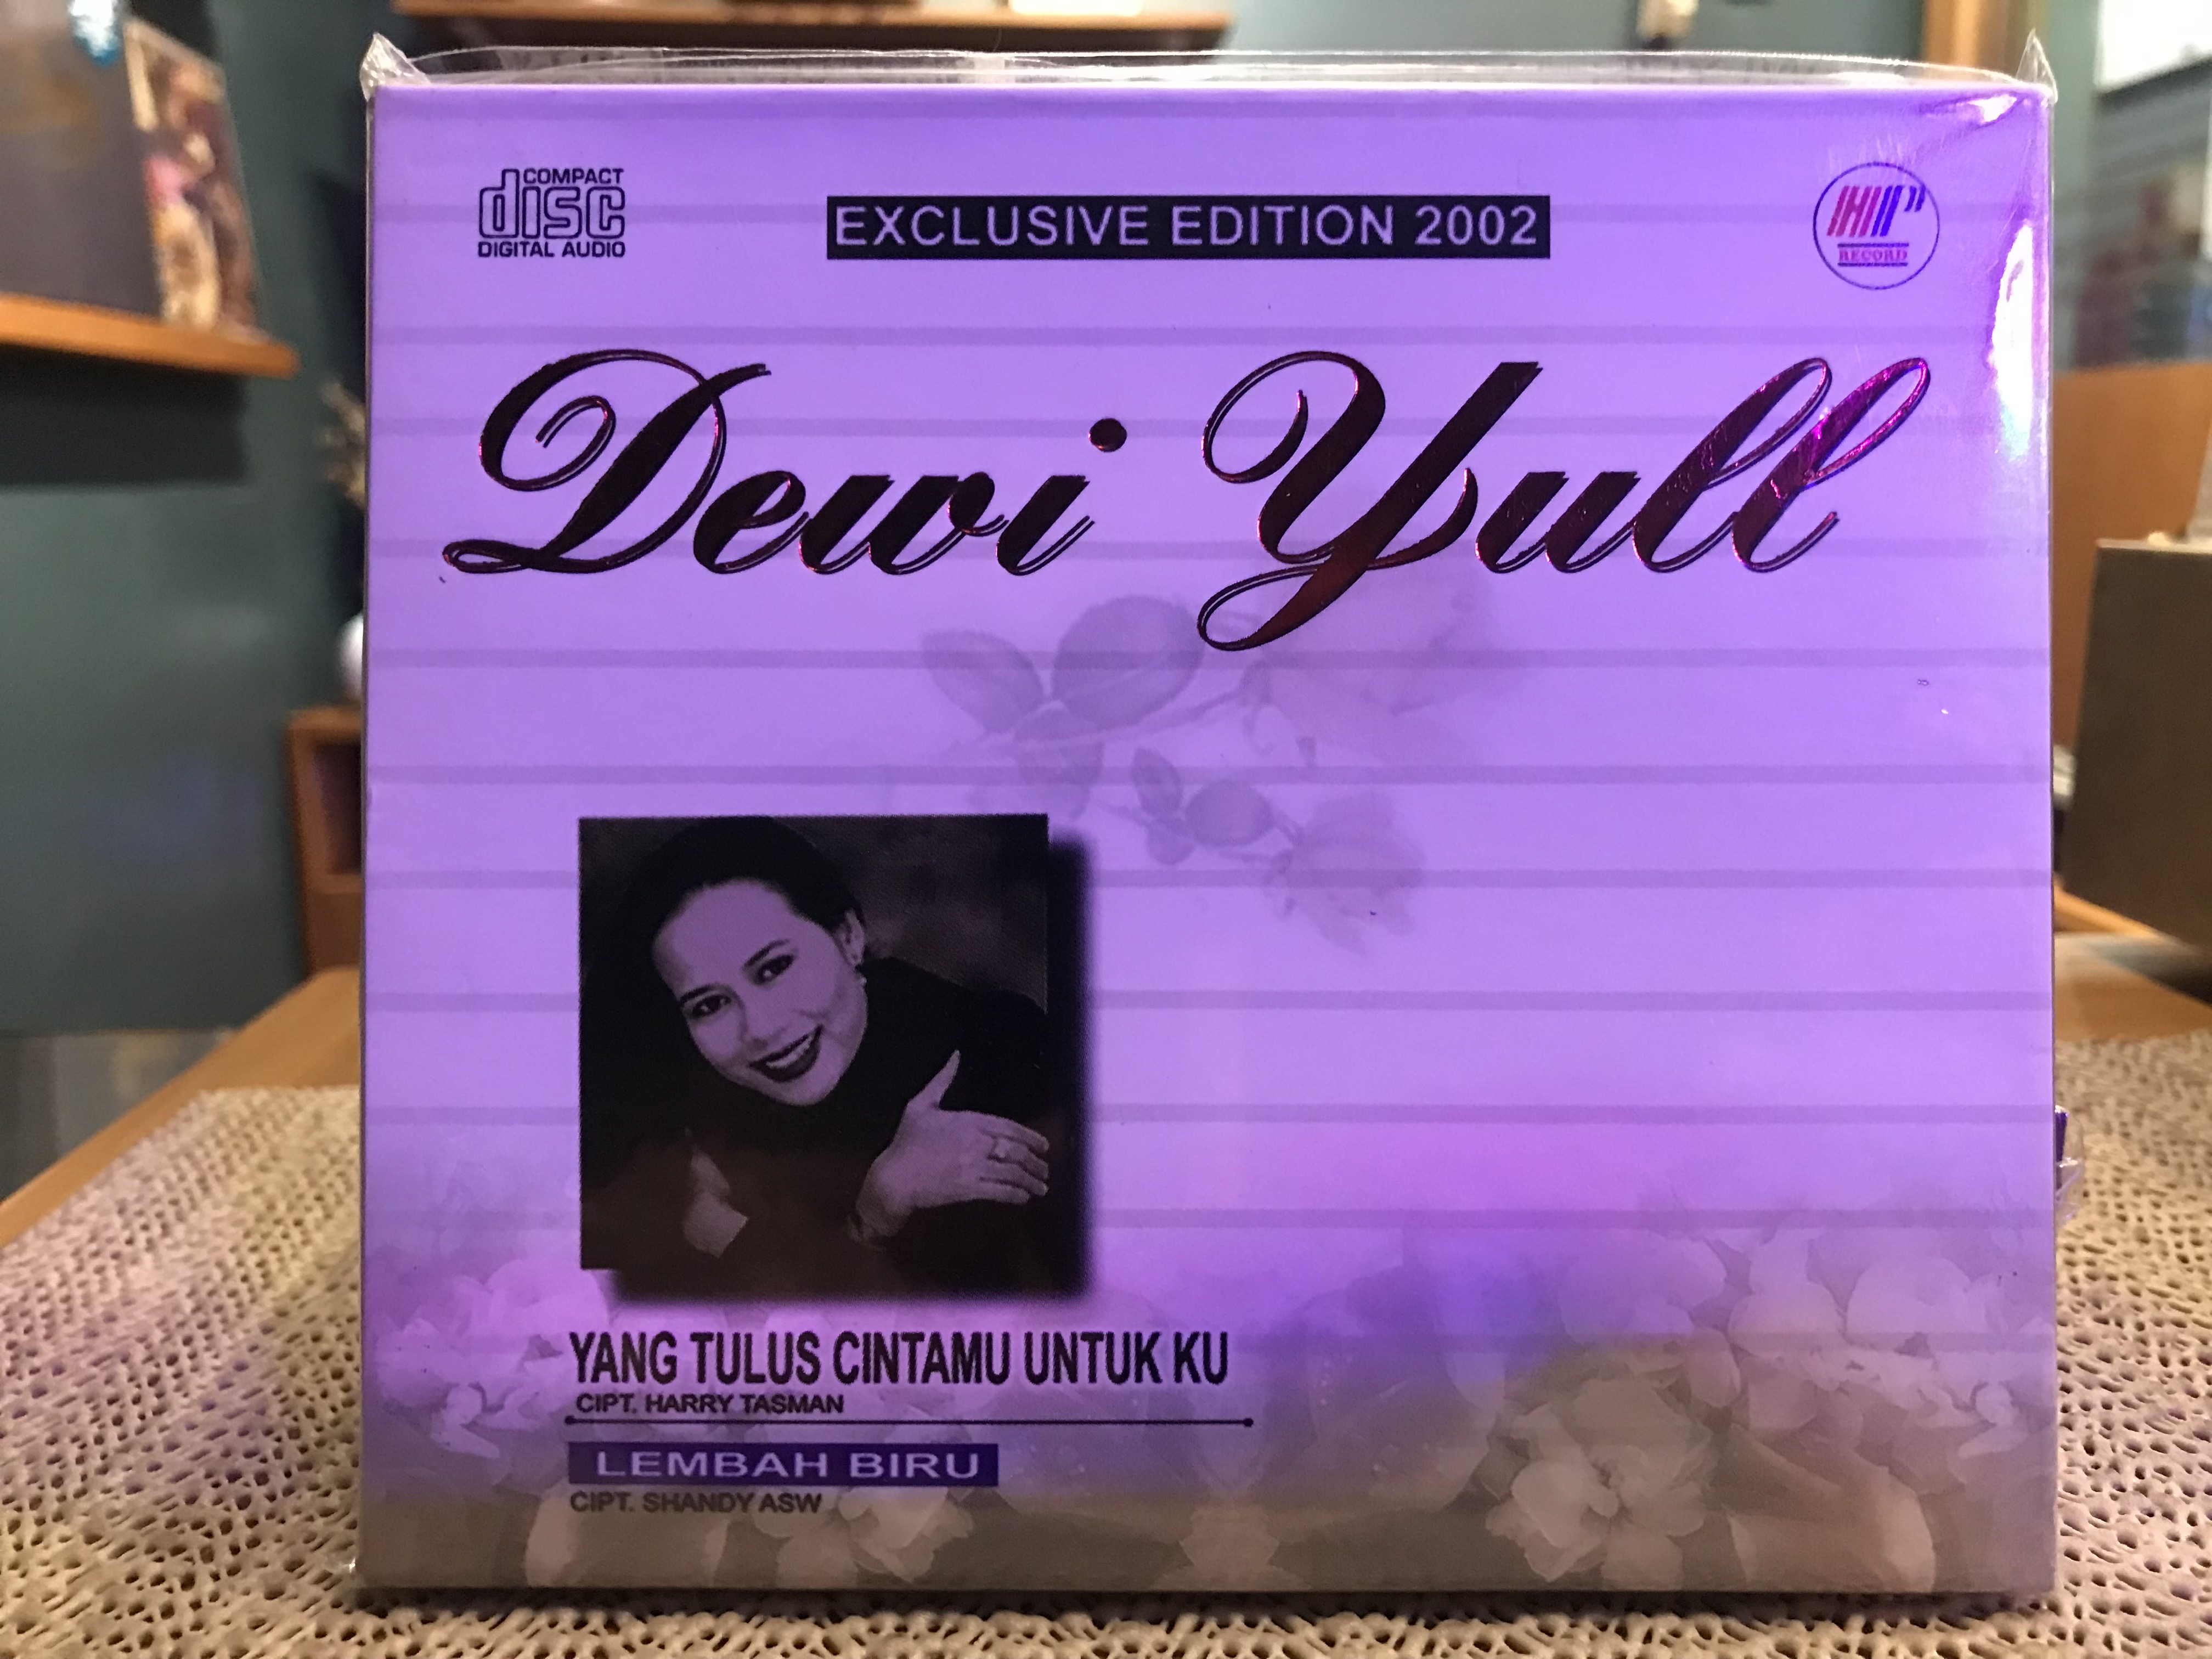 COMPACT
disc
DIGITAL AUDIO
EXCLUSIVE EDITION 2002
RECORD
Dewi Yull
YANG TULUS CINTAMU UNTUK KU
CIPT. HARRY TASMAN
LEMBAH BIRU
CIPT. SHANDY ASW